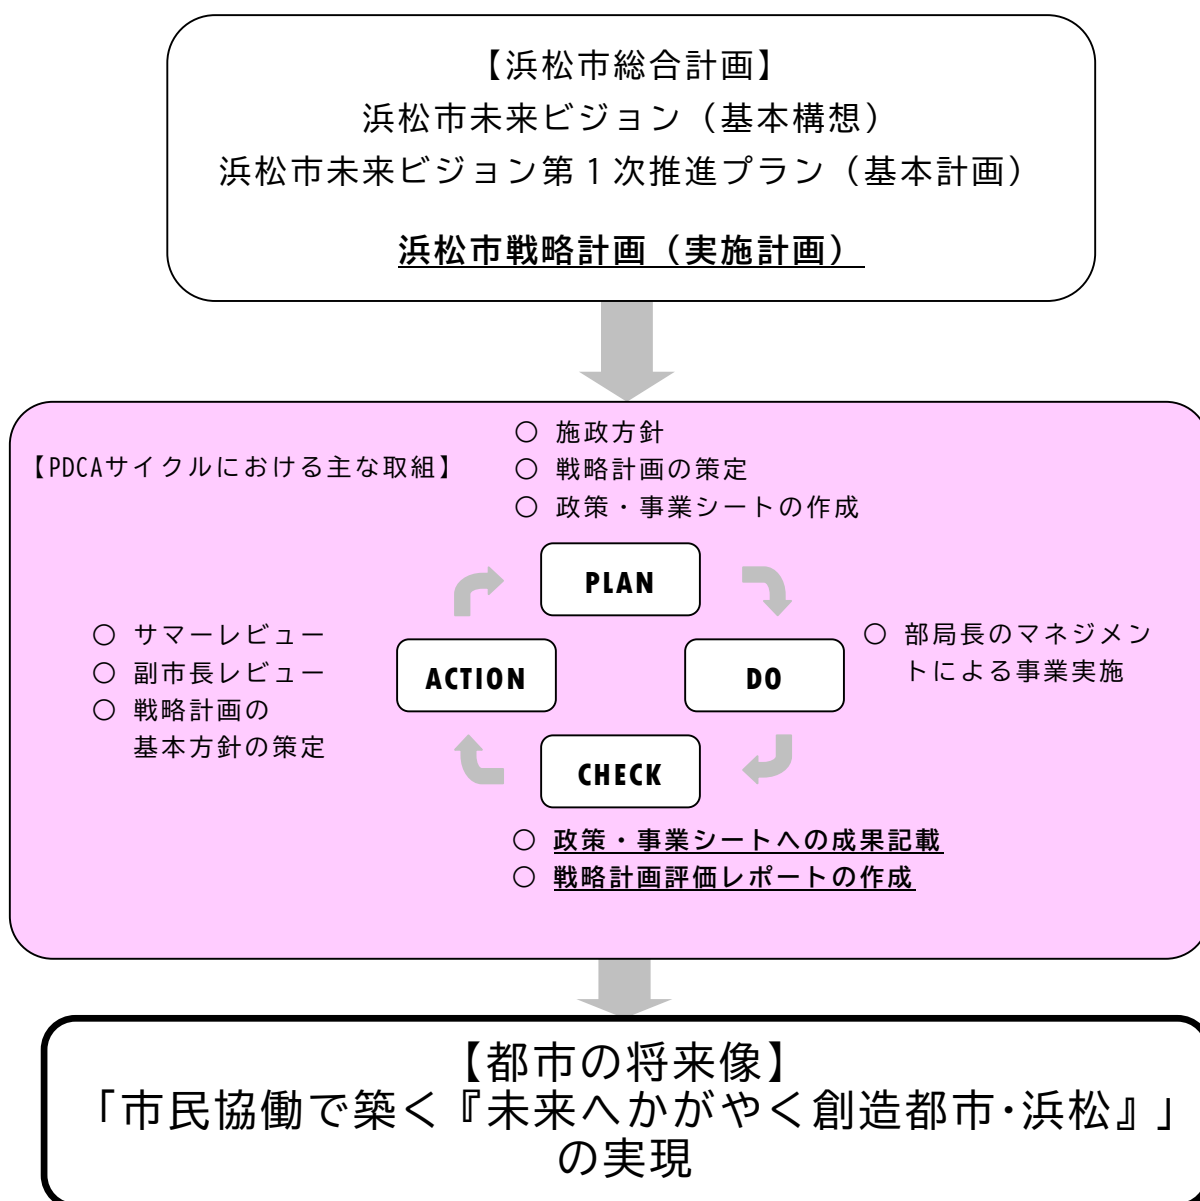 【浜松市総合計画】
浜松市未来ビジョン（基本構想）
浜松市未来ビジョン第１次推進プラン（基本計画）
浜松市戦略計画（実施計画）
【PDCAサイクルにおける主な取組】
○ 施政方針
○ 戦略計画の策定
○ 政策・事業シートの作成
PLAN
○ サマーレビュー
○ 副市長レビュー
○ 戦略計画の
基本方針の策定
ACTION
DO
○ 部局長のマネジメン
トによる事業実施
CHECK
○ 政策・事業シートへの成果記載
○ 戦略計画評価レポートの作成
【都市の将来像】
「市民協働で築く『未来へかがやく創造都市・浜松』」
の実現